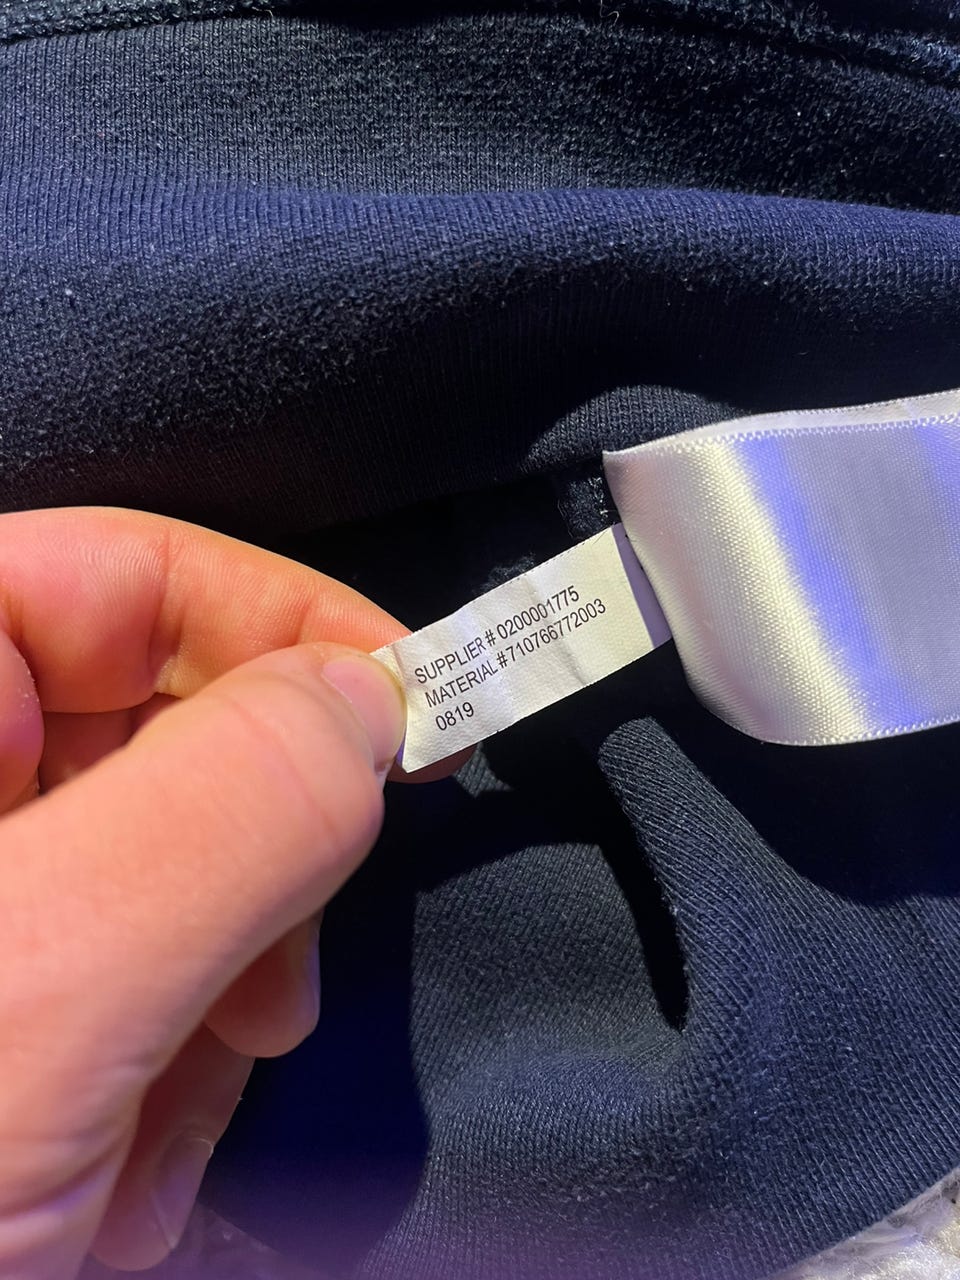 SUPPLIER# 0200001775
MATERIAL#710766772003
0819